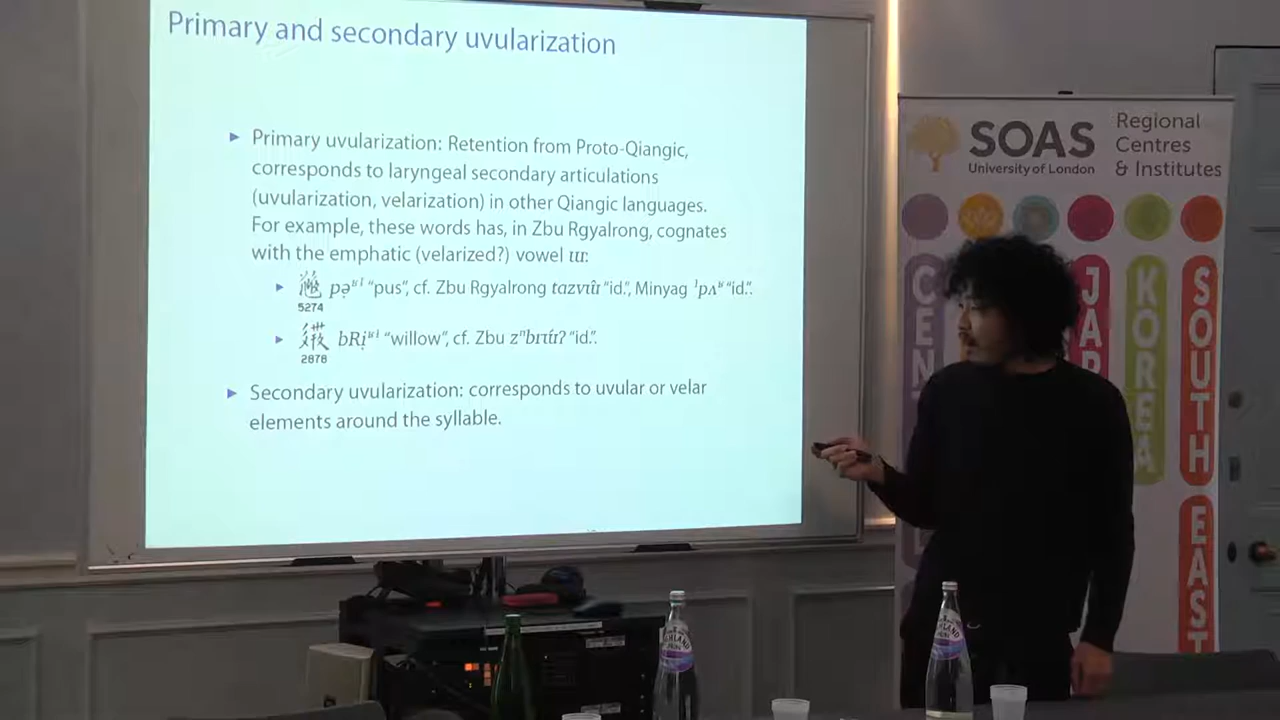 Primary and secondary uvularization
Primary uvularization: Retention from Proto-Qiangic,
corresponds to laryngeal secondary articulations
(uvularization, velarization) in other Qiangic languages.
For example, these words has, in Zbu Rgyalrong, cognates
with the emphatic (velarized?) vowel
"pus", cf. Zbu Rgyalrong "id.", Minyag "id.".
5274
"willow", cf. Zbu "id.".
2878
Secondary uvularization: corresponds to uvular or velar
elements around the syllable.
SOAS
University of London
Regional
Centres
& Institutes
CEN
JAP
KOREA
SOUTH
EAST